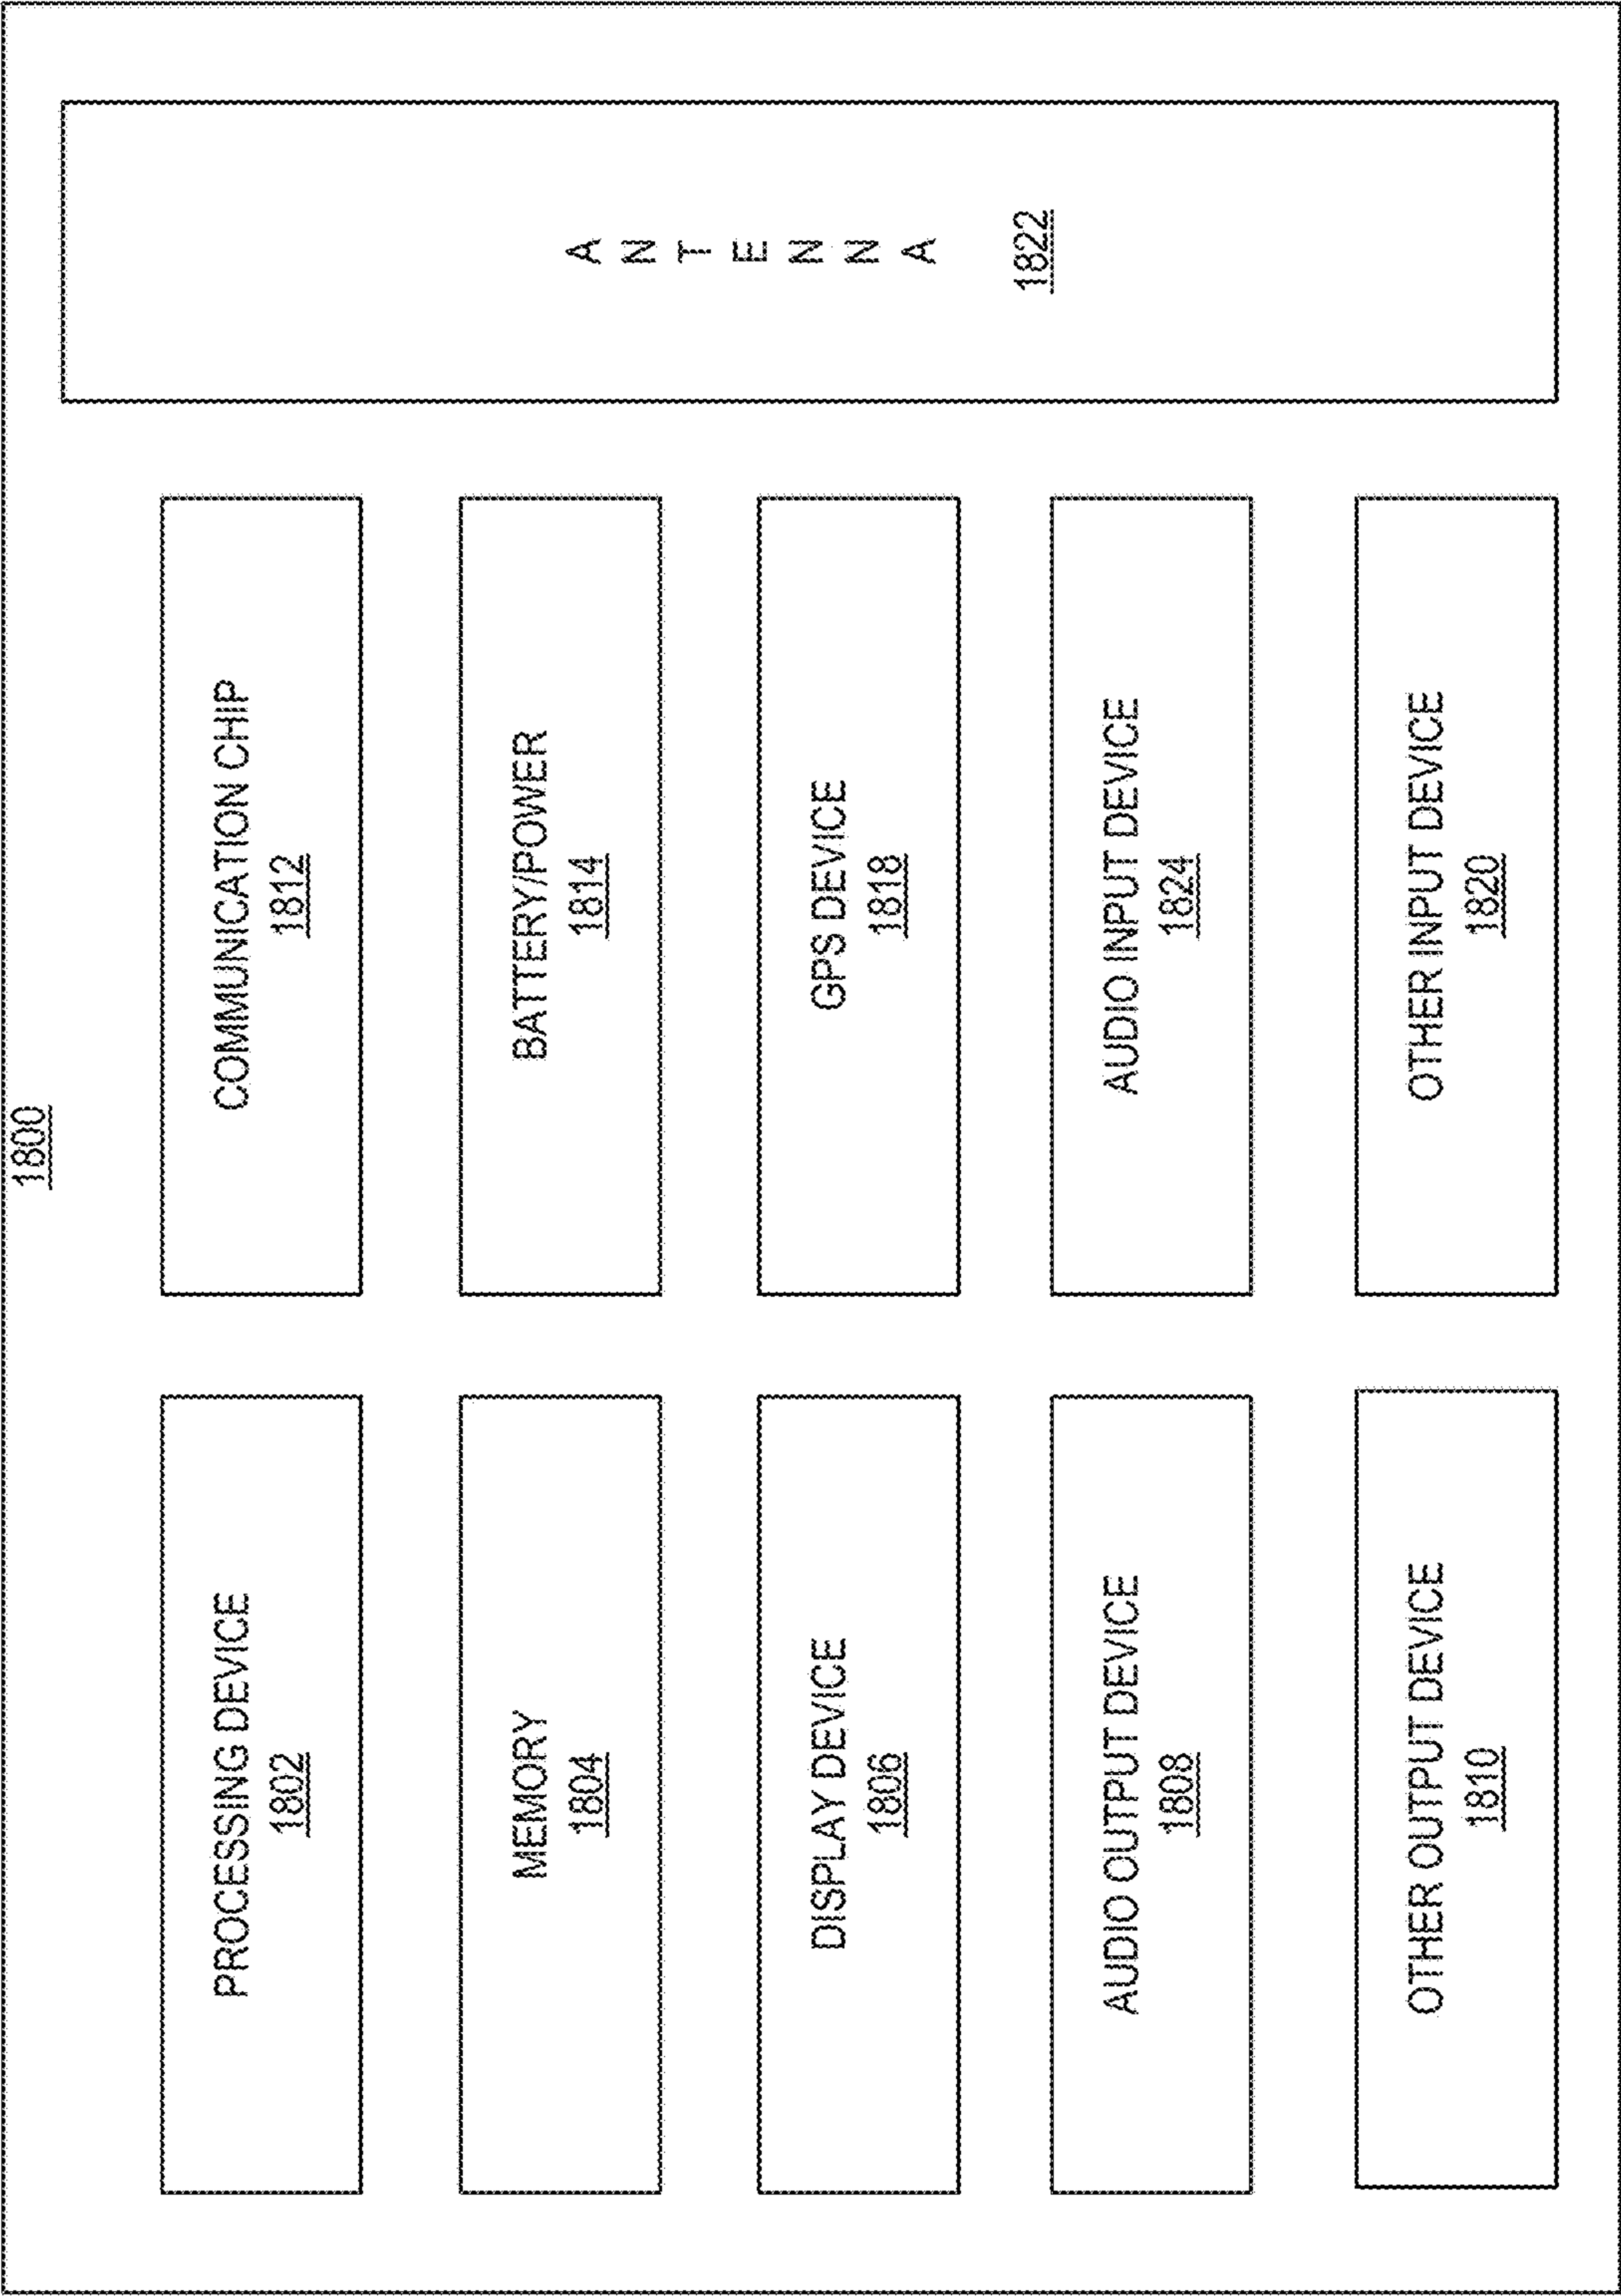 1800
PROCESSING DEVICE
1802
COMMUNICATION CHIP
1812
MEMORY
1804
BATTERY/POWER
1814
DISPLAY DEVICE
1806
GPS DEVICE
1818
AUDIO OUTPUT DEVICE
1808
AUDIO INPUT DEVICE
1824
OTHER OUTPUT DEVICE
1810
OTHER INPUT DEVICE
1820
A
N
T
E
N
N
A
1822